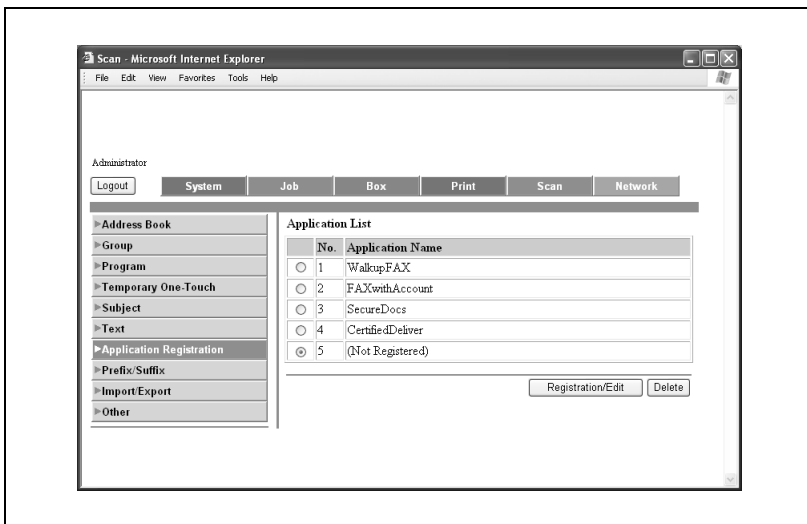 Scan - Microsoft Internet Explorer
File Edit View Favorites Tools Help
Administrator
Logout System Job Box Print Scan Network
Address Book
Group
Program
Temporary One-Touch
Subject
Text
Application Registration
Prefix/Suffix
Import/Export
Other
Application List
No. Application Name
1 WalkupFAX
2 FAXwithAccount
3 SecureDocs
4 CertifiedDeliver
5 (Not Registered)
Registration/Edit Delete